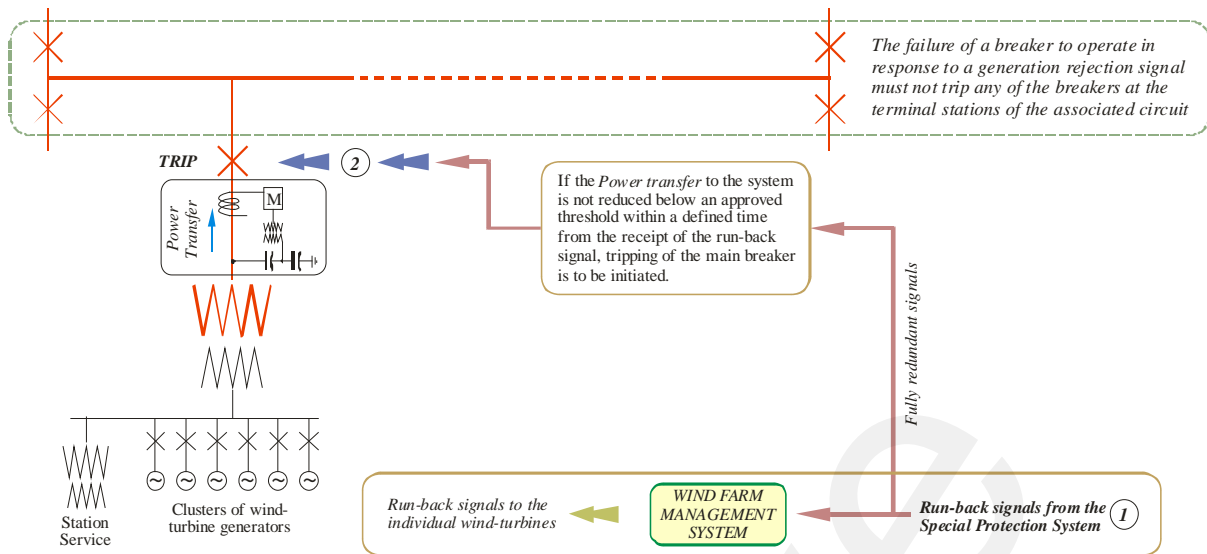 The failure of a breaker to operate in
response to a generation rejection signal
must not trip any of the breakers at the
terminal stations of the associated circuit
TRIP
2
If the Power transfer to the system
is not reduced below an approved
threshold within a defined time
from the receipt of the run-back
signal, tripping of the main breaker
is to be initiated.
Power
Transfer
M
Fully redundant signals
Station
Service
Clusters of wind-
turbine generators
Run-back signals to the
individual wind-turbines
WIND FARM
MANAGEMENT
SYSTEM
Run-back signals from the
Special Protection System
1